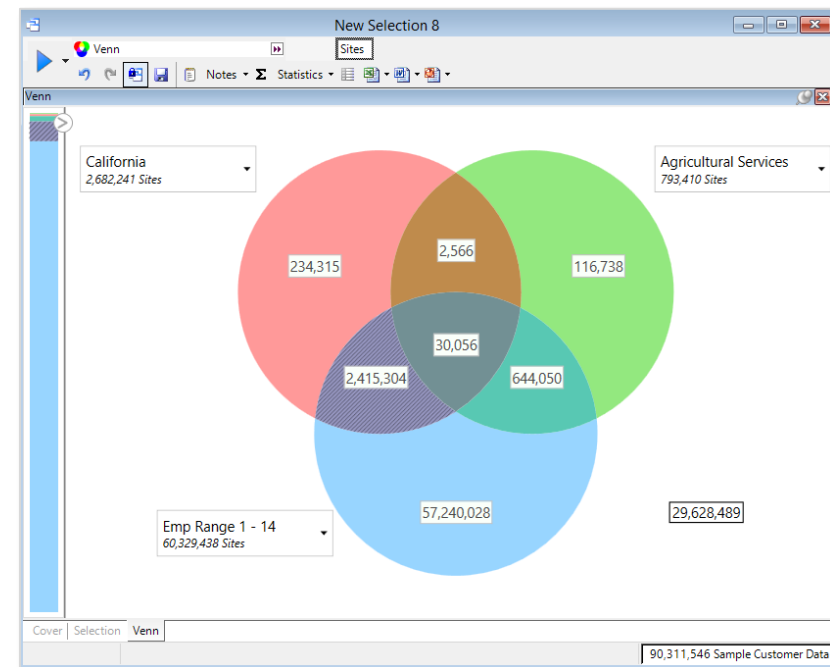 New Selection 8
Venn
Sites
Notes Σ Statistics
Venn
California
2,682,241 Sites
Agricultural Services
793,410 Sites
2,566
234,315
116,738
30,056
2,415,304
644,050
57,240,028
29,628,489
Emp Range 1 - 14
60,329,438 Sites
Cover Selection Venn
90,311,546 Sample Customer Data